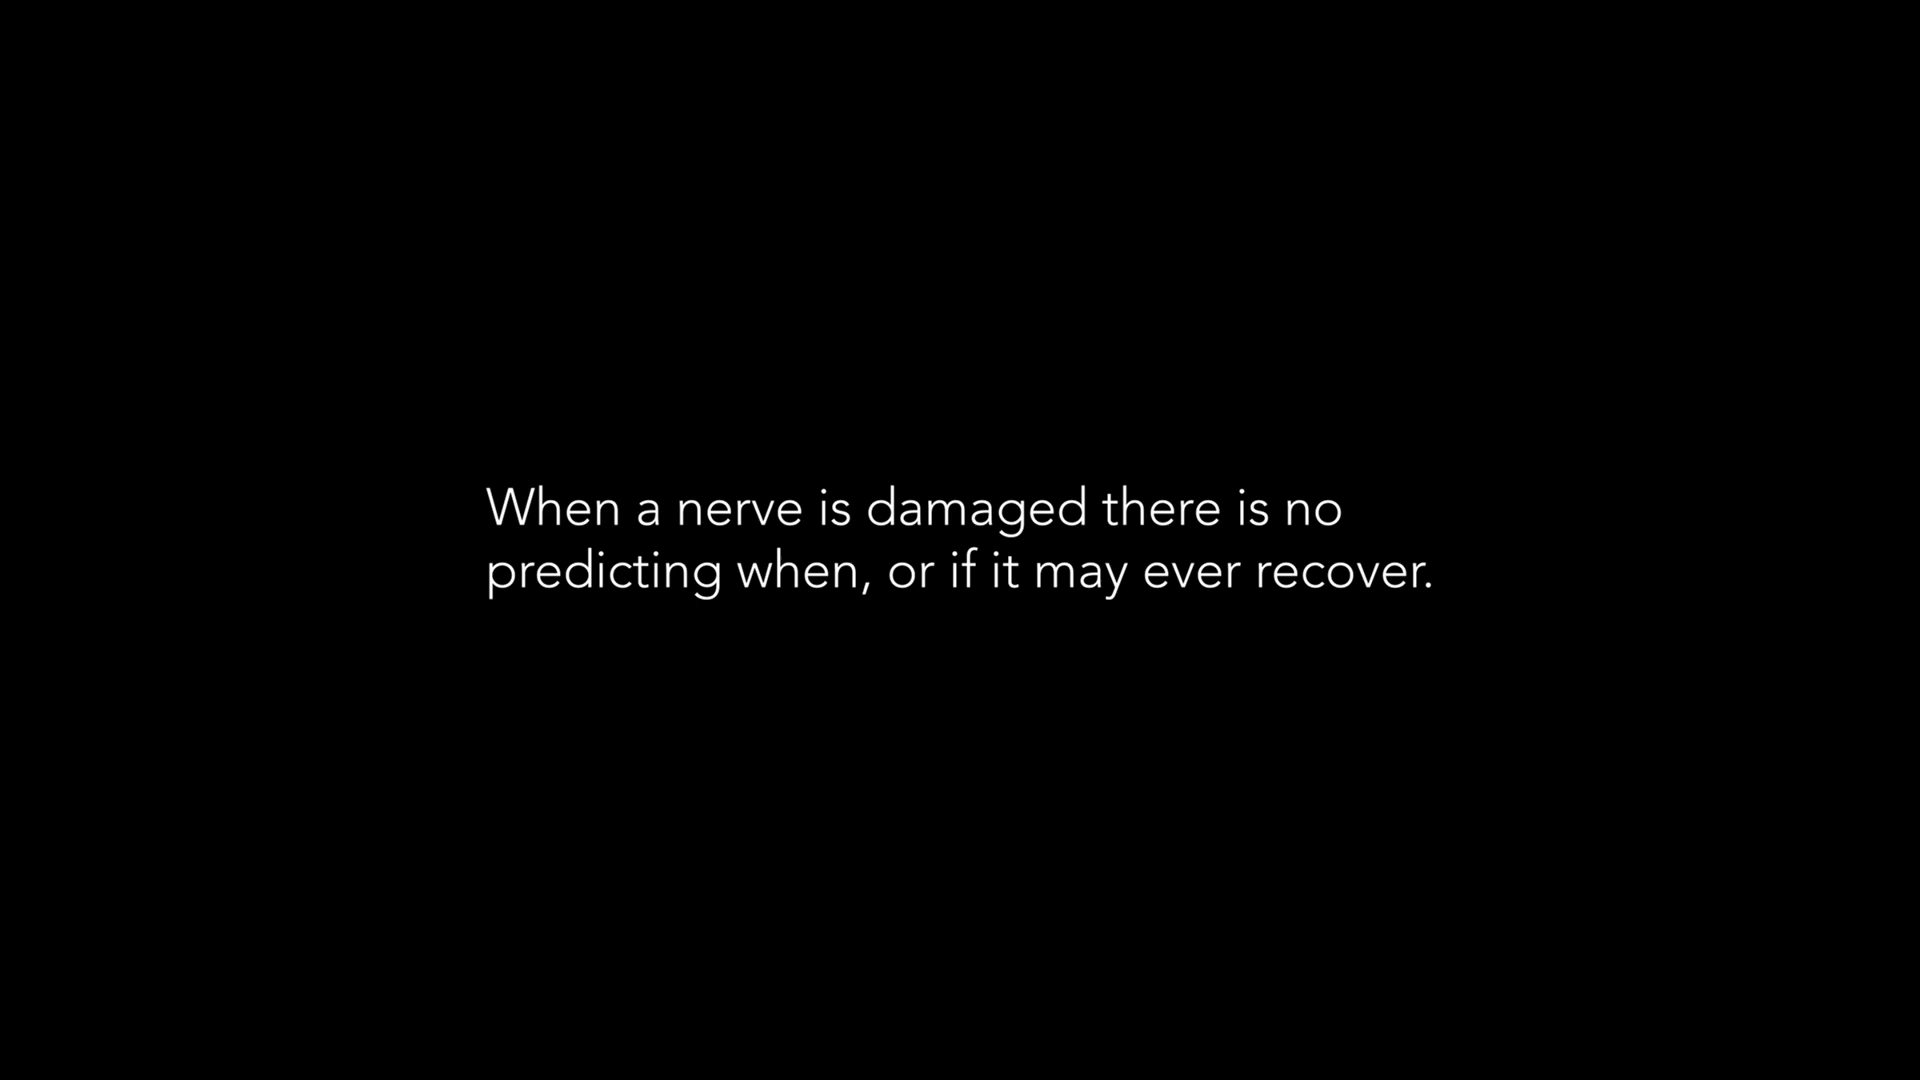 When a nerve is damaged there is no
predicting when, or if it may ever recover.